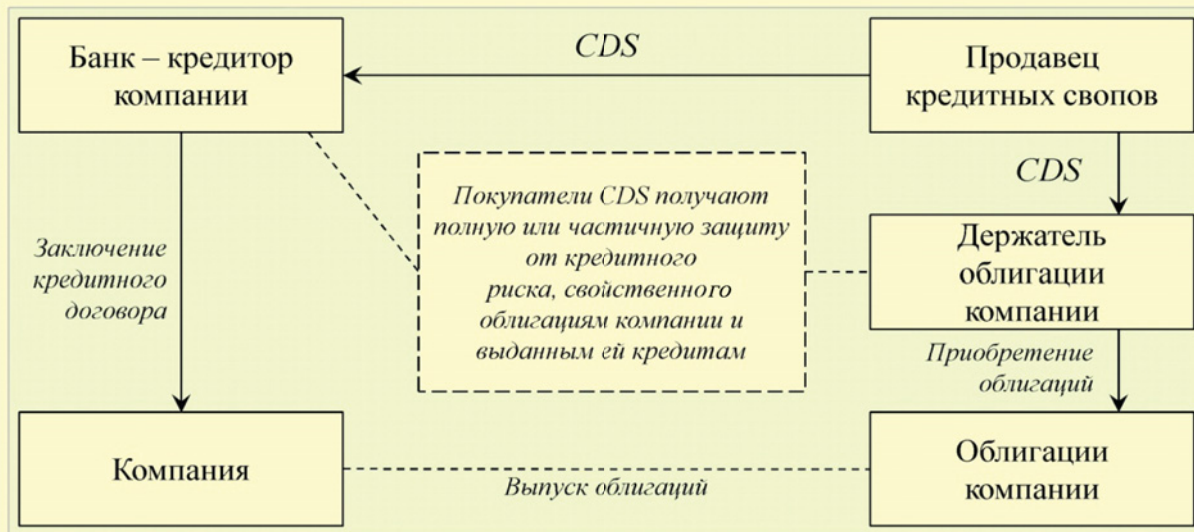 Банк – кредитор
компании
CDS
Продавец
кредитных свопов
CDS
Покупатели CDS получают
полную или частичную защиту
от кредитного
риска, свойственного
облигациям компании и
выданным ей кредитам
Заключение
кредитного
договора
Держатель
облигации
компании
Приобретение
облигаций
Компания
Выпуск облигаций
Облигации
компании